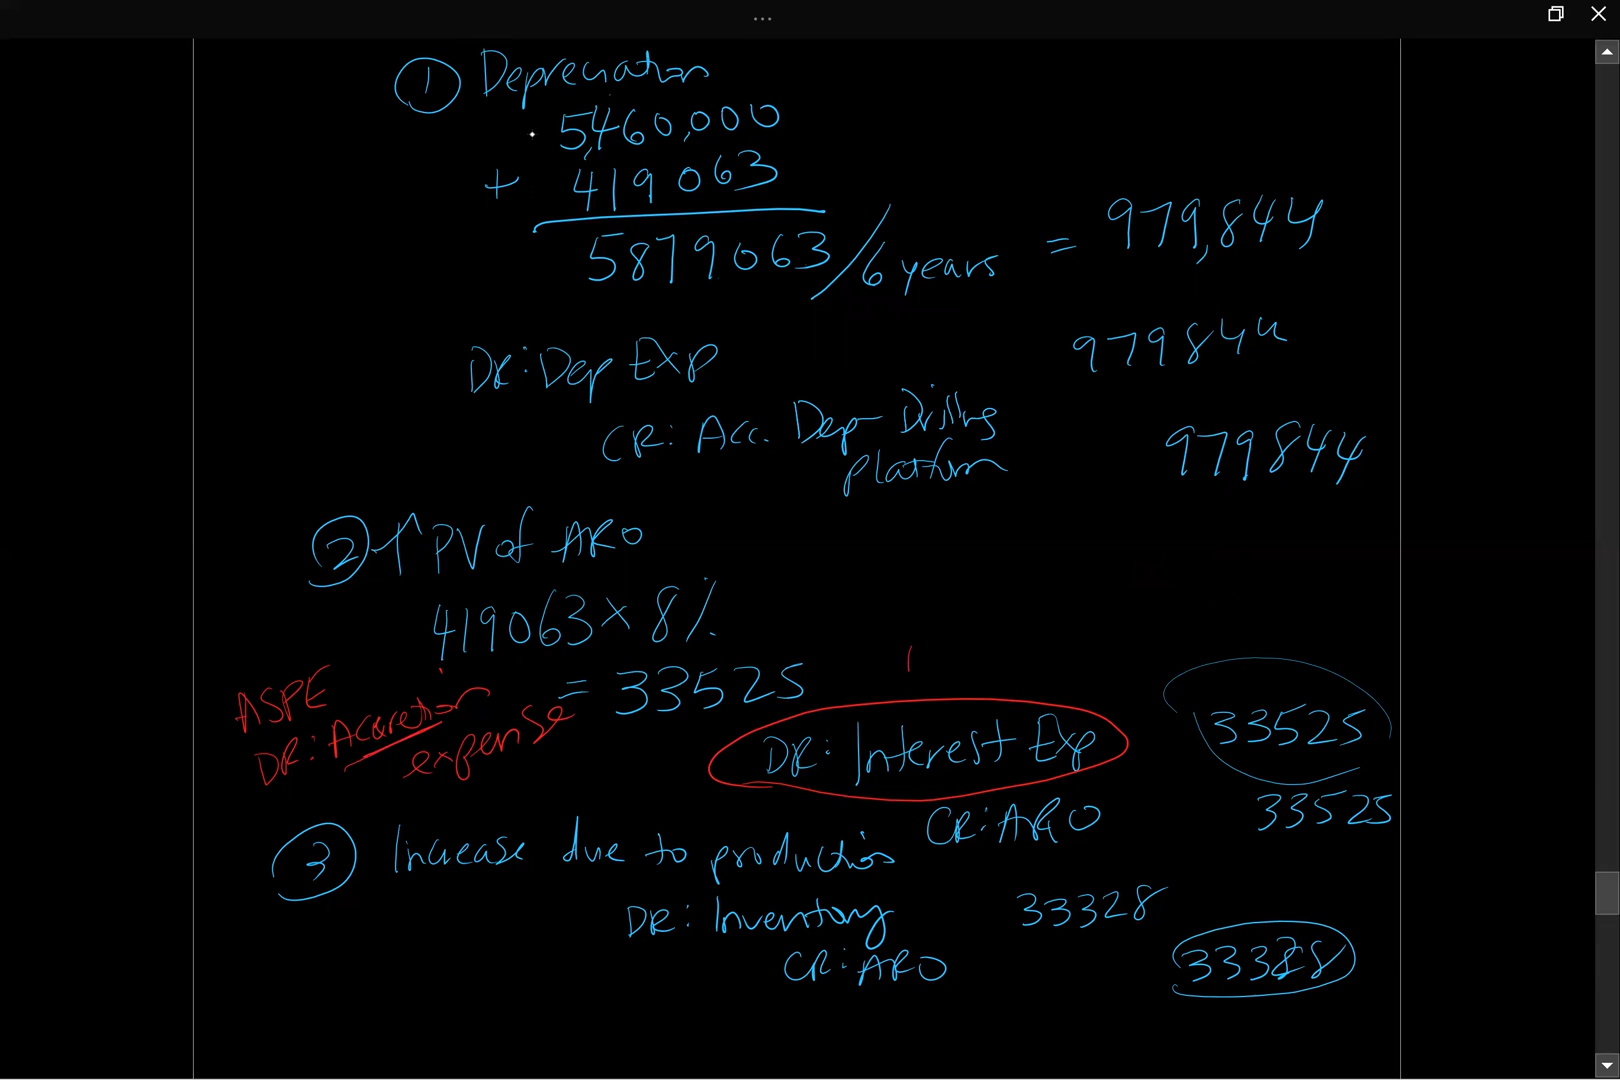 ...
① Depreciation
5,460,000
+ 419063
5879063/6 years = 979,844
DR: Dep Exp 979844
CR: Acc. Dep - Drilling platform 979844
② ↑ PV of ARO
419063 x 8%
= 33525
ASPE
DR: Accretion expense
DR: Interest Exp 33525
CR: ARO 33525
③ Increase due to production
DR: Inventory 33328
CR: ARO 33328